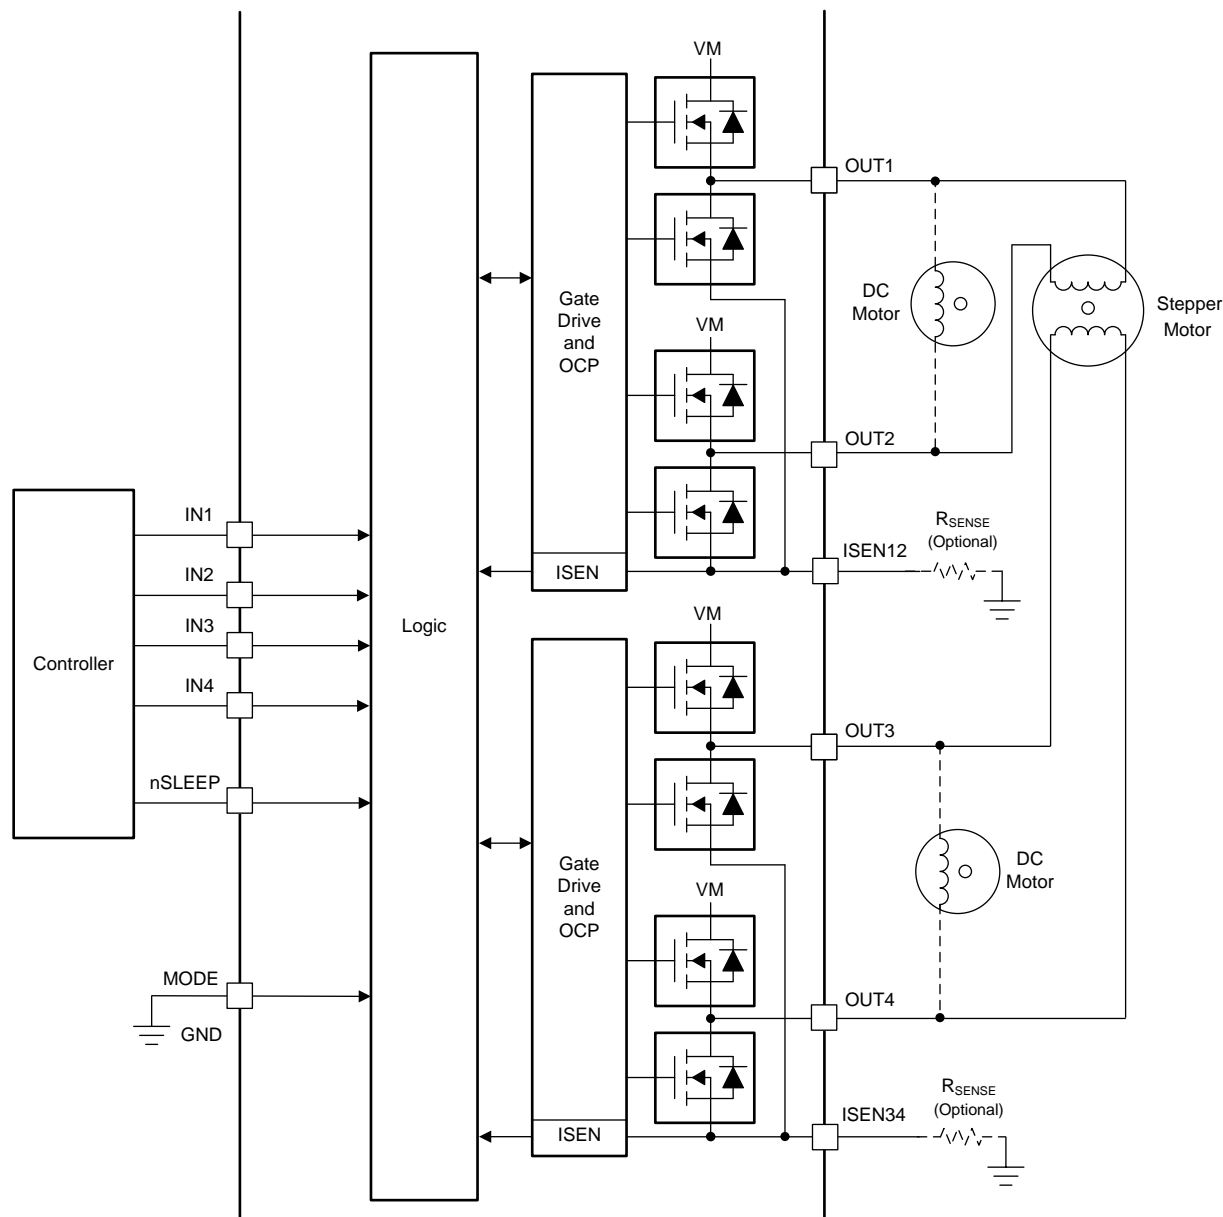 VM
OUT1
DC
Motor
Stepper
Motor
Gate
Drive
and
OCP
VM
OUT2
IN1
RSENSE
(Optional)
ISEN12
ISEN
IN2
IN3
Logic
VM
Controller
IN4
OUT3
nSLEEP
Gate
Drive
and
OCP
DC
Motor
VM
MODE
GND
OUT4
RSENSE
(Optional)
ISEN34
ISEN